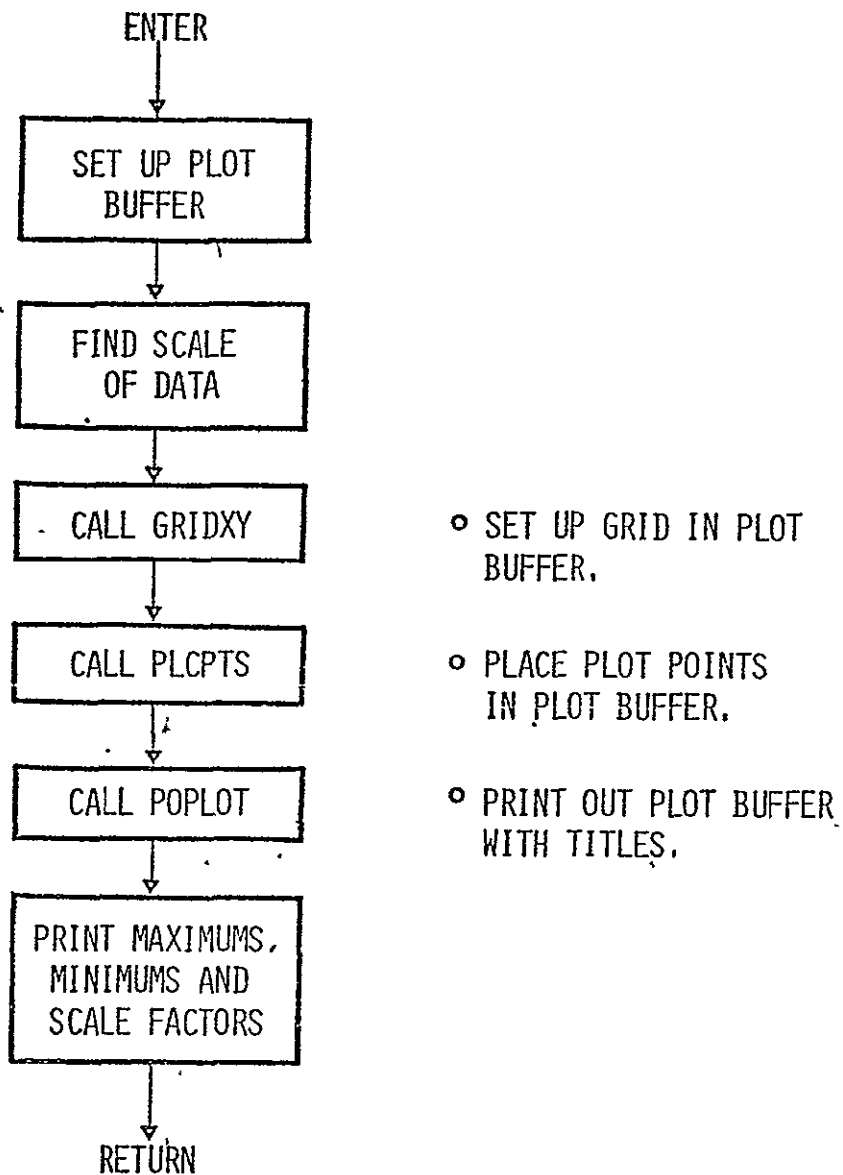 ENTER
SET UP PLOT
BUFFER
FIND SCALE
OF DATA
CALL GRIDXY
○ SET UP GRID IN PLOT
BUFFER.
CALL PLCPTS
○ PLACE PLOT POINTS
IN PLOT BUFFER.
CALL POPLOT
○ PRINT OUT PLOT BUFFER
WITH TITLES.
PRINT MAXIMUMS,
MINIMUMS AND
SCALE FACTORS
RETURN